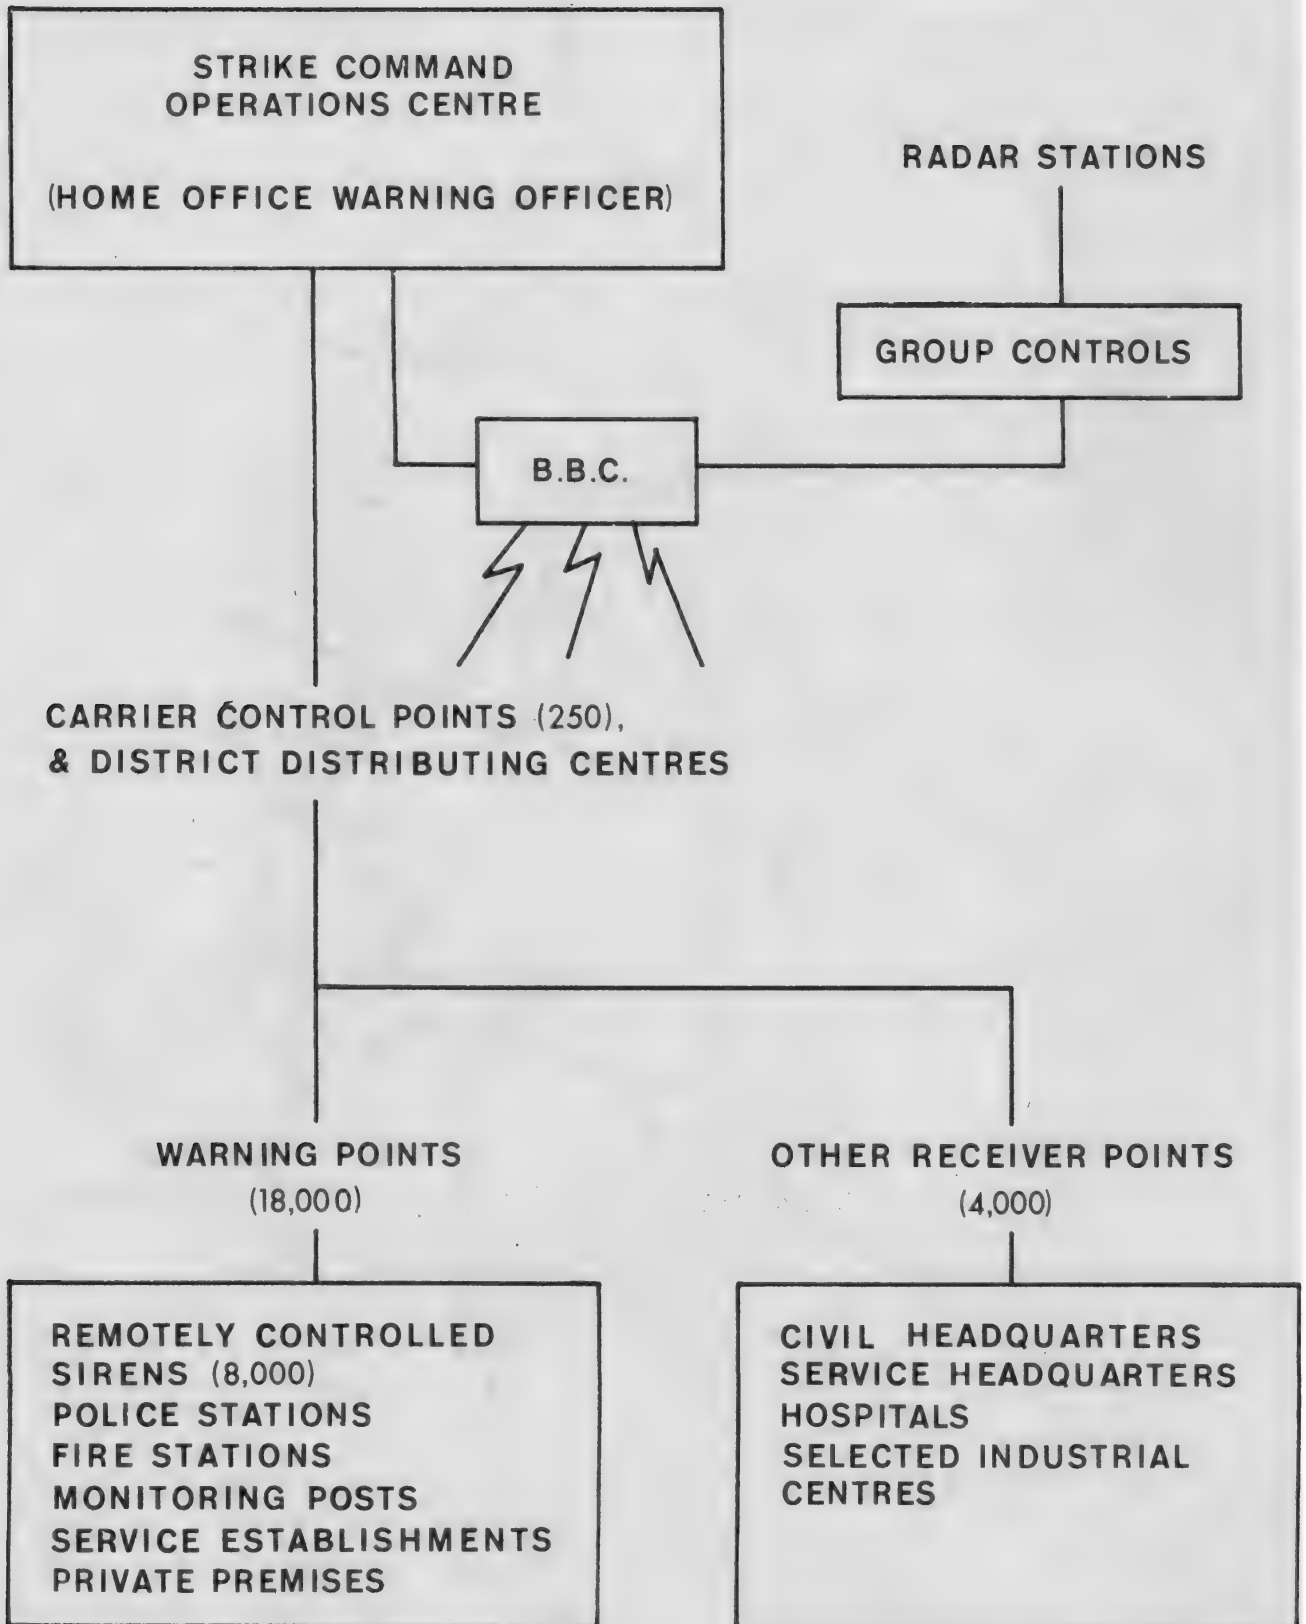 STRIKE COMMAND
OPERATIONS CENTRE
(HOME OFFICE WARNING OFFICER)
RADAR STATIONS
GROUP CONTROLS
B.B.C.
CARRIER CONTROL POINTS (250),
& DISTRICT DISTRIBUTING CENTRES
WARNING POINTS
(18,000)
OTHER RECEIVER POINTS
(4,000)
REMOTELY CONTROLLED
SIRENS (8,000)
POLICE STATIONS
FIRE STATIONS
MONITORING POSTS
SERVICE ESTABLISHMENTS
PRIVATE PREMISES
CIVIL HEADQUARTERS
SERVICE HEADQUARTERS
HOSPITALS
SELECTED INDUSTRIAL
CENTRES